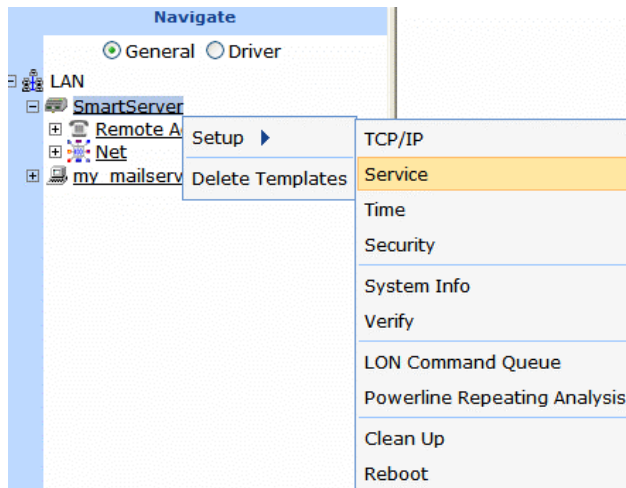 Navigate
General Driver
LAN
SmartServer
Remote
Net
my_mailserv
Setup
Delete Templates
TCP/IP
Service
Time
Security
System Info
Verify
LON Command Queue
Powerline Repeating Analysis
Clean Up
Reboot